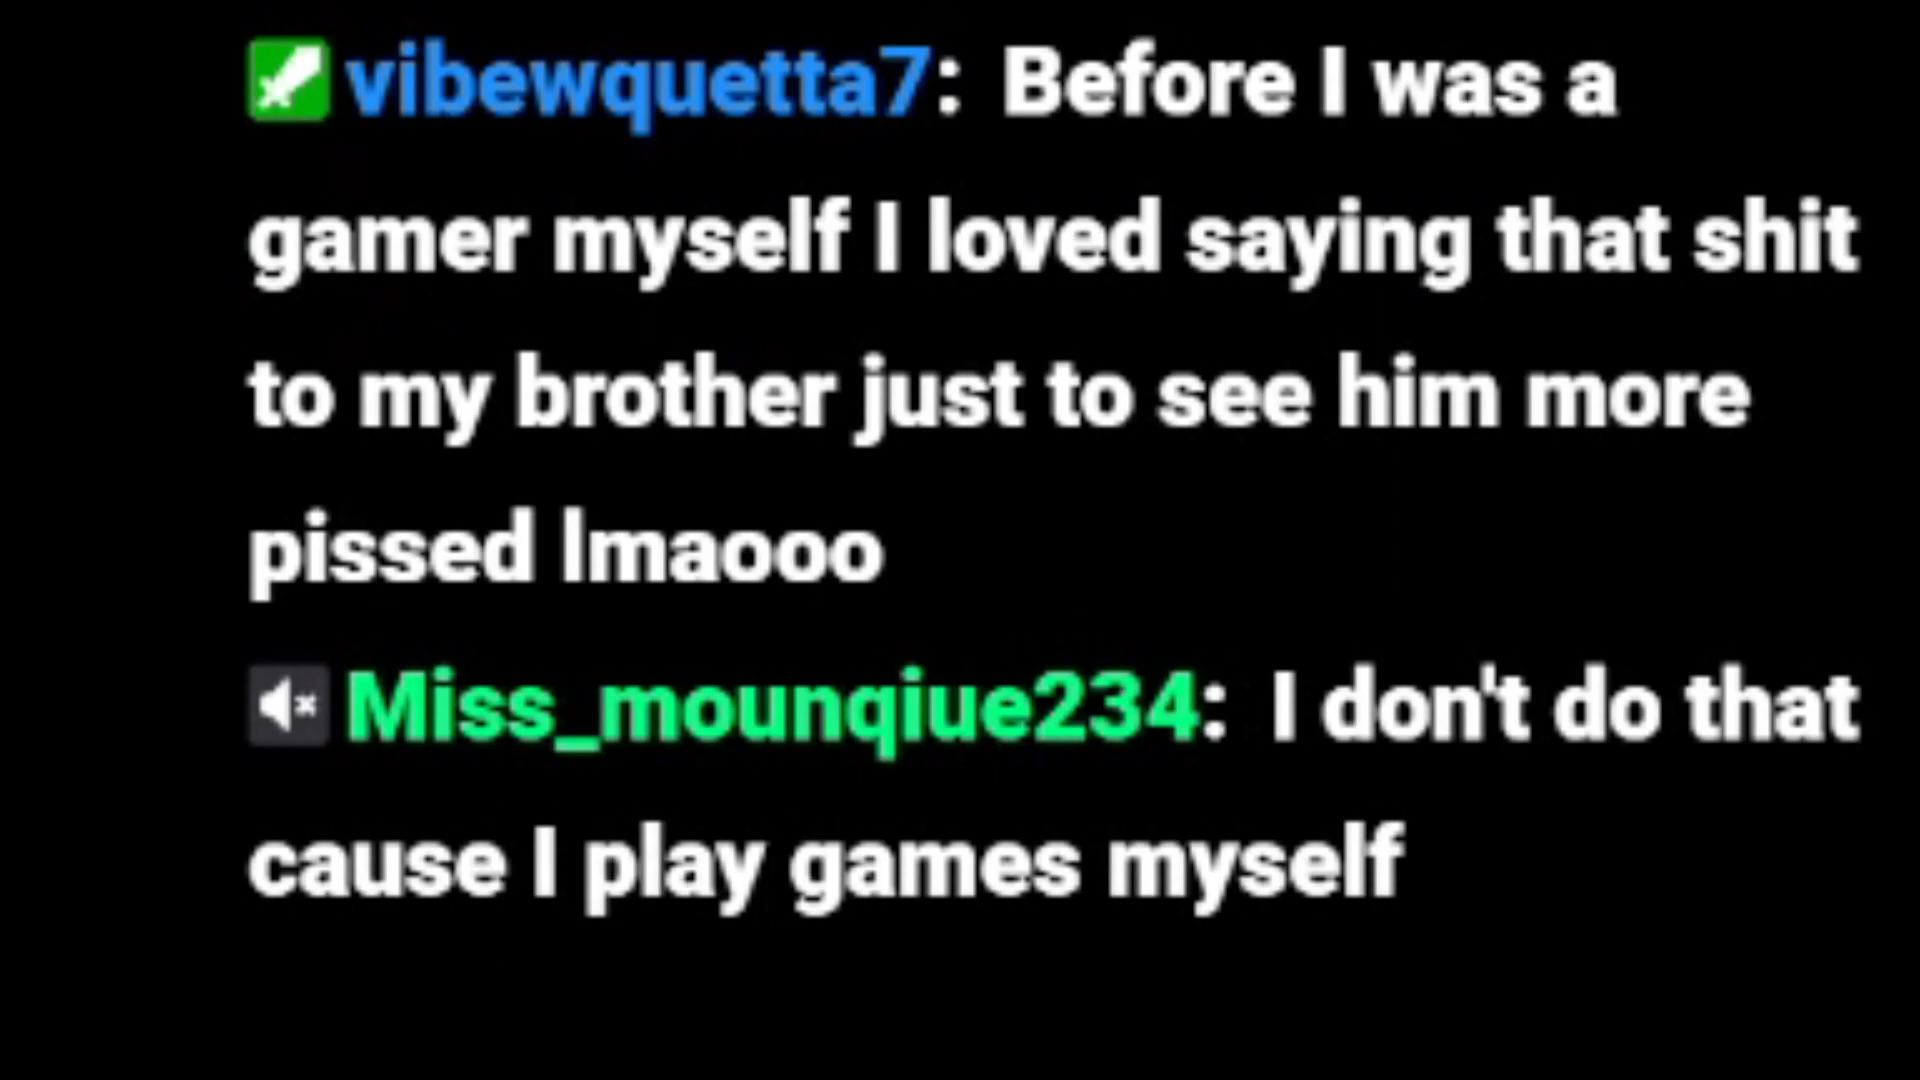 vibewquetta7: Before I was a
gamer myself I loved saying that shit
to my brother just to see him more
pissed lmaooo
Miss_mounqiue234: I don't do that
cause I play games myself